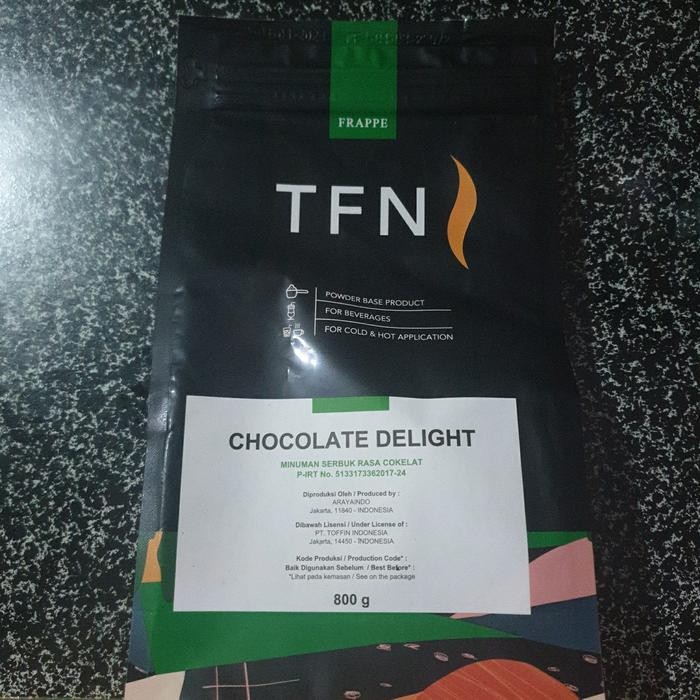 FRAPPE
TFN
POWDER BASE PRODUCT
FOR BEVERAGES
FOR COLD & HOT APPLICATION
CHOCOLATE DELIGHT
MINUMAN SERBUK RASA COKELAT
P-IRT No. 5133173362017-24
Diproduksi Oleh / Produced by :
ARAYAINDO
Jakarta, 11840 - INDONESIA
Dibawah Lisensi / Under License of :
PT. TOFFIN INDONESIA
Jakarta, 14450 - INDONESIA
Kode Produksi / Production Code* :
Baik Digunakan Sebelum / Best Before* :
*Lihat pada kemasan / See on the package
800 g